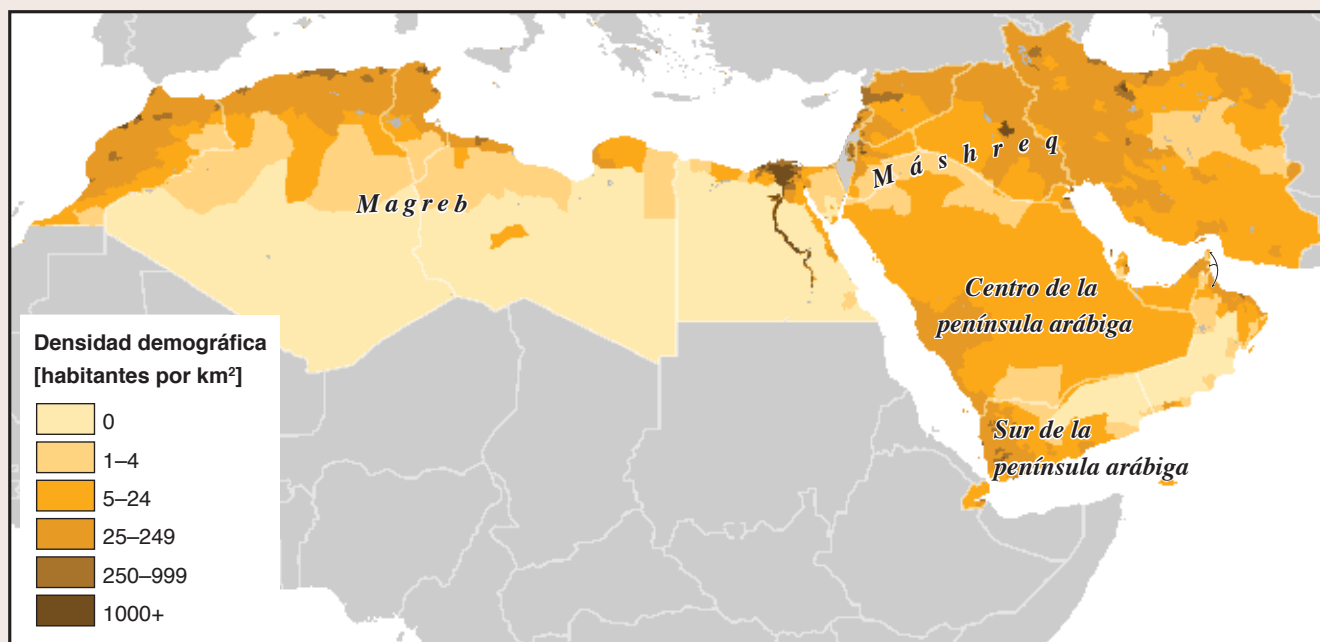 Magreb
Máshreq
Centro de la
península arábiga
Sur de la
península arábiga
Densidad demográfica
[habitantes por km²]
0
1–4
5–24
25–249
250–999
1000+